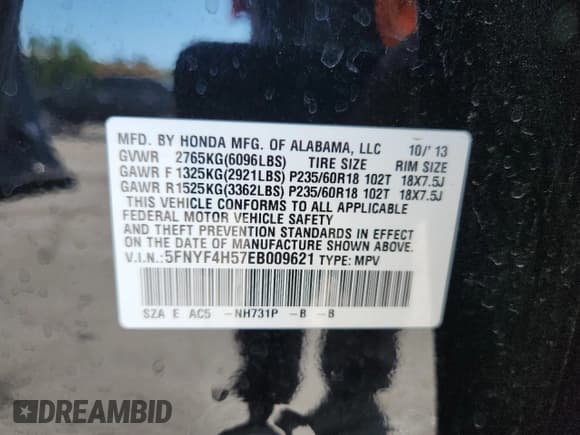 MFD. BY HONDA MFG. OF ALABAMA, LLC 10/'13
GVWR 2765KG(6096LBS) TIRE SIZE RIM SIZE
GAWR F 1325KG(2921LBS) P235/60R18 102T 18X7.5J
GAWR R 1525KG(3362LBS) P235/60R18 102T 18X7.5J
THIS VEHICLE CONFORMS TO ALL APPLICABLE
FEDERAL MOTOR VEHICLE SAFETY
AND THEFT PREVENTION STANDARDS IN EFFECT
ON THE DATE OF MANUFACTURE SHOWN ABOVE.
V.I.N.:5FNYF4H57EB009621 TYPE: MPV
SZA E AC5 -NH731P -B -B
DREAMBID